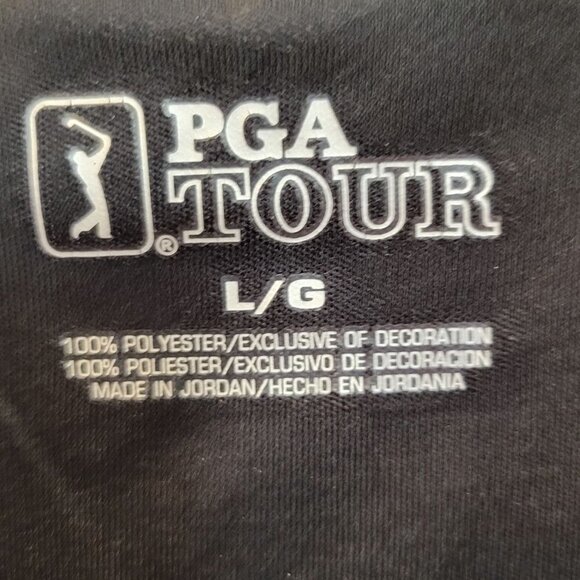 PGA
TOUR
®
L/G
100% POLYESTER/EXCLUSIVE OF DECORATION
100% POLIESTER/EXCLUSIVO DE DECORACION
MADE IN JORDAN/HECHO EN JORDANIA